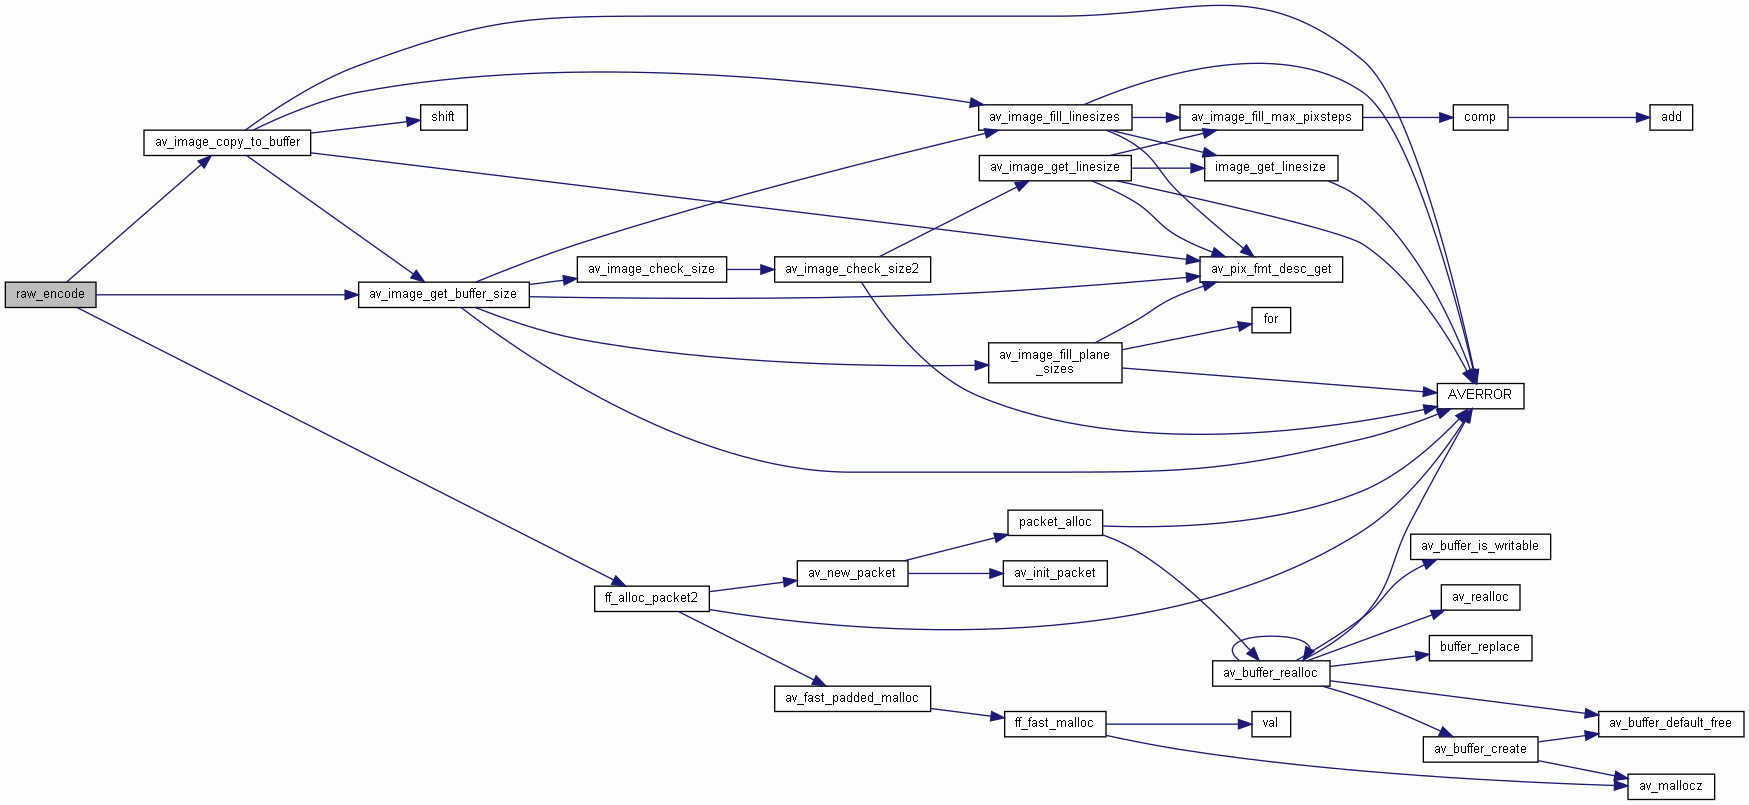 raw_encode
av_image_copy_to_buffer
shift
av_image_get_buffer_size
av_image_check_size
av_image_check_size2
av_image_fill_linesizes
av_image_get_linesize
av_image_fill_max_pixsteps
image_get_linesize
comp
add
av_pix_fmt_desc_get
for
av_image_fill_plane
_sizes
AVERROR
ff_alloc_packet2
av_new_packet
packet_alloc
av_init_packet
av_fast_padded_malloc
ff_fast_malloc
val
av_buffer_realloc
av_buffer_is_writable
av_realloc
buffer_replace
av_buffer_default_free
av_buffer_create
av_mallocz